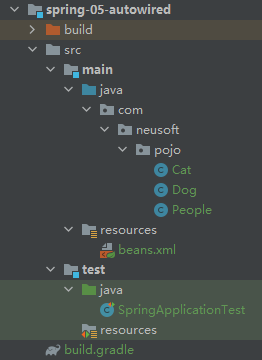 spring-05-autowired
build
src
main
java
com
neusoft
pojo
Cat
Dog
People
resources
beans.xml
test
java
SpringApplicationTest
resources
build.gradle